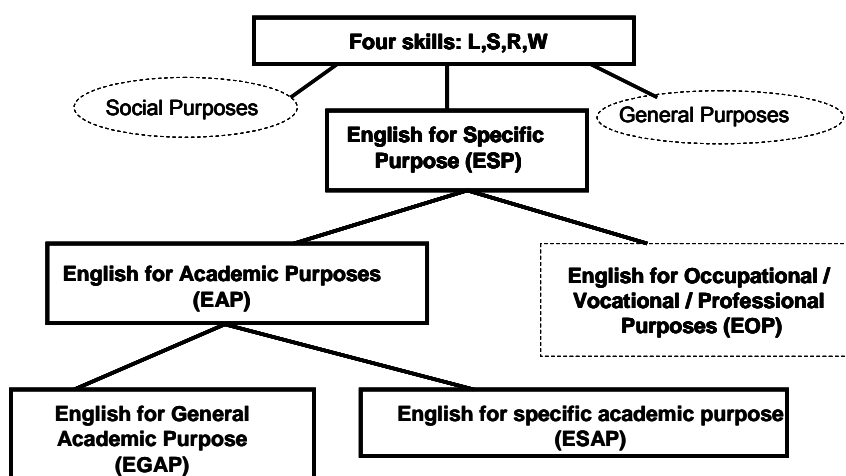 Four skills: L,S,R,W
Social Purposes
General Purposes
English for Specific
Purpose (ESP)
English for Academic Purposes
(EAP)
English for Occupational /
Vocational / Professional
Purposes (EOP)
English for General
Academic Purpose
(EGAP)
English for specific academic purpose
(ESAP)